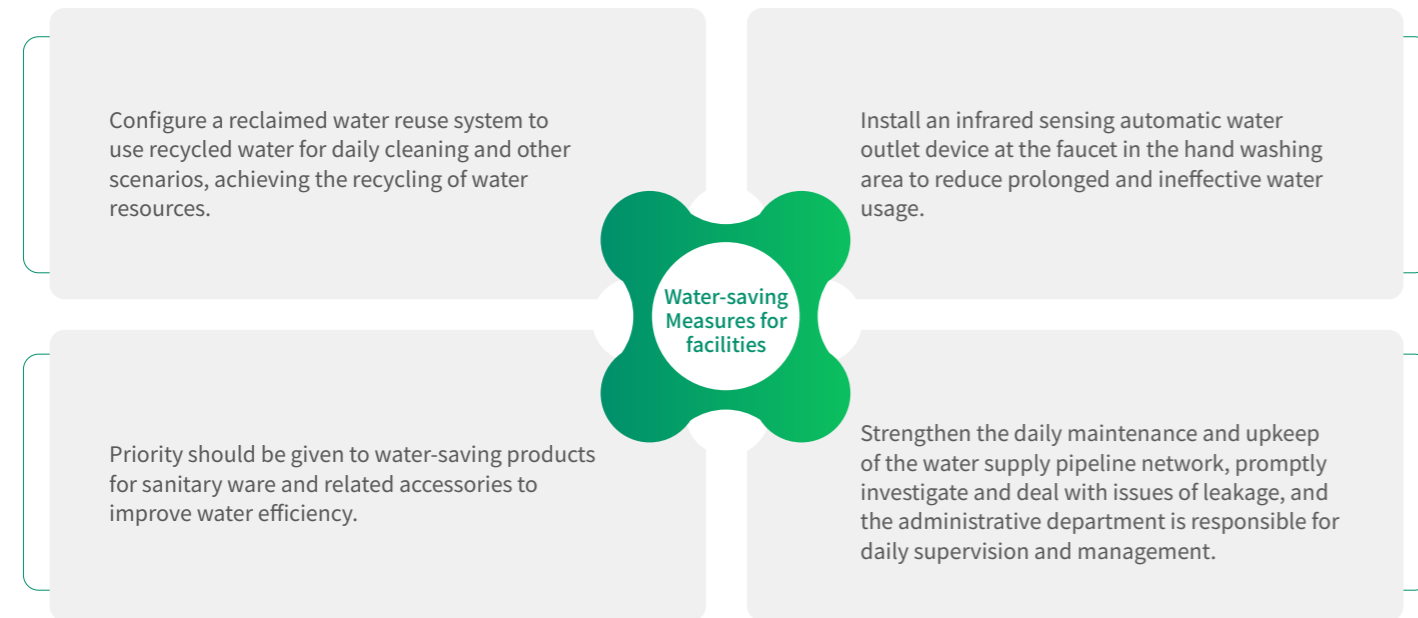 Configure a reclaimed water reuse system to
use recycled water for daily cleaning and other
scenarios, achieving the recycling of water
resources.
Install an infrared sensing automatic water
outlet device at the faucet in the hand washing
area to reduce prolonged and ineffective water
usage.
Water-saving
Measures for
facilities
Priority should be given to water-saving products
for sanitary ware and related accessories to
improve water efficiency.
Strengthen the daily maintenance and upkeep
of the water supply pipeline network, promptly
investigate and deal with issues of leakage, and
the administrative department is responsible for
daily supervision and management.